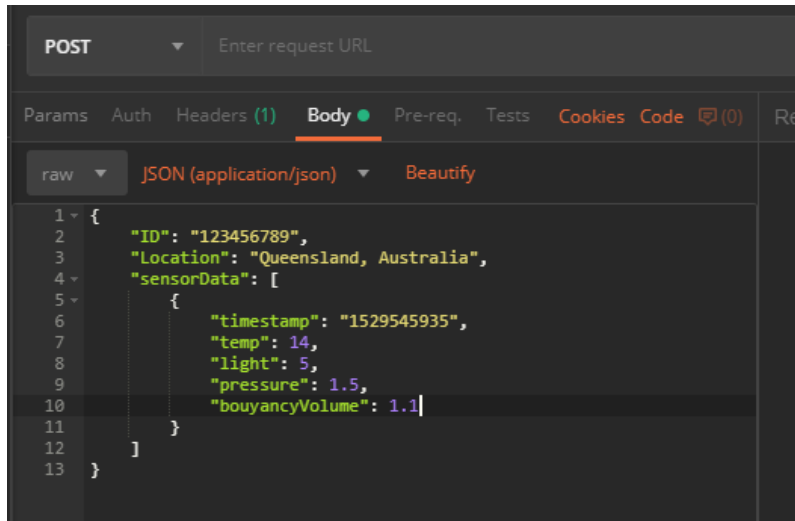 POST Enter request URL
Params Auth Headers (1) Body Pre-req. Tests Cookies Code (0) Re
raw JSON (application/json) Beautify
1 {
2 "ID": "123456789",
3 "Location": "Queensland, Australia",
4 "sensorData": [
5 {
6 "timestamp": "1529545935",
7 "temp": 14,
8 "light": 5,
9 "pressure": 1.5,
10 "bouyancyVolume": 1.1
11 }
12 ]
13 }